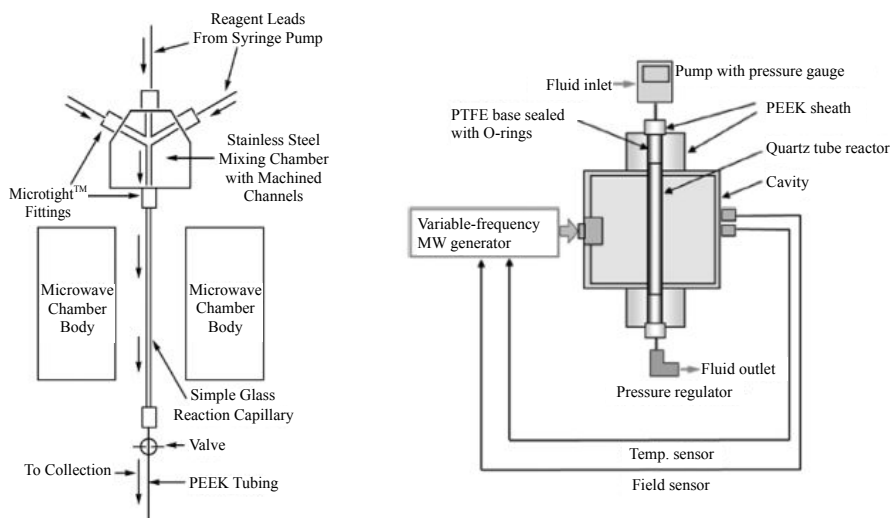 Reagent Leads
From Syringe Pump
Stainless Steel
Mixing Chamber
with Machined
Channels
Microtight™
Fittings
Microwave
Chamber
Body
Microwave
Chamber
Body
Simple Glass
Reaction Capillary
Valve
To Collection
PEEK Tubing
Pump with pressure gauge
Fluid inlet
PTFE base sealed
with O-rings
PEEK sheath
Quartz tube reactor
Cavity
Variable-frequency
MW generator
Fluid outlet
Pressure regulator
Temp. sensor
Field sensor